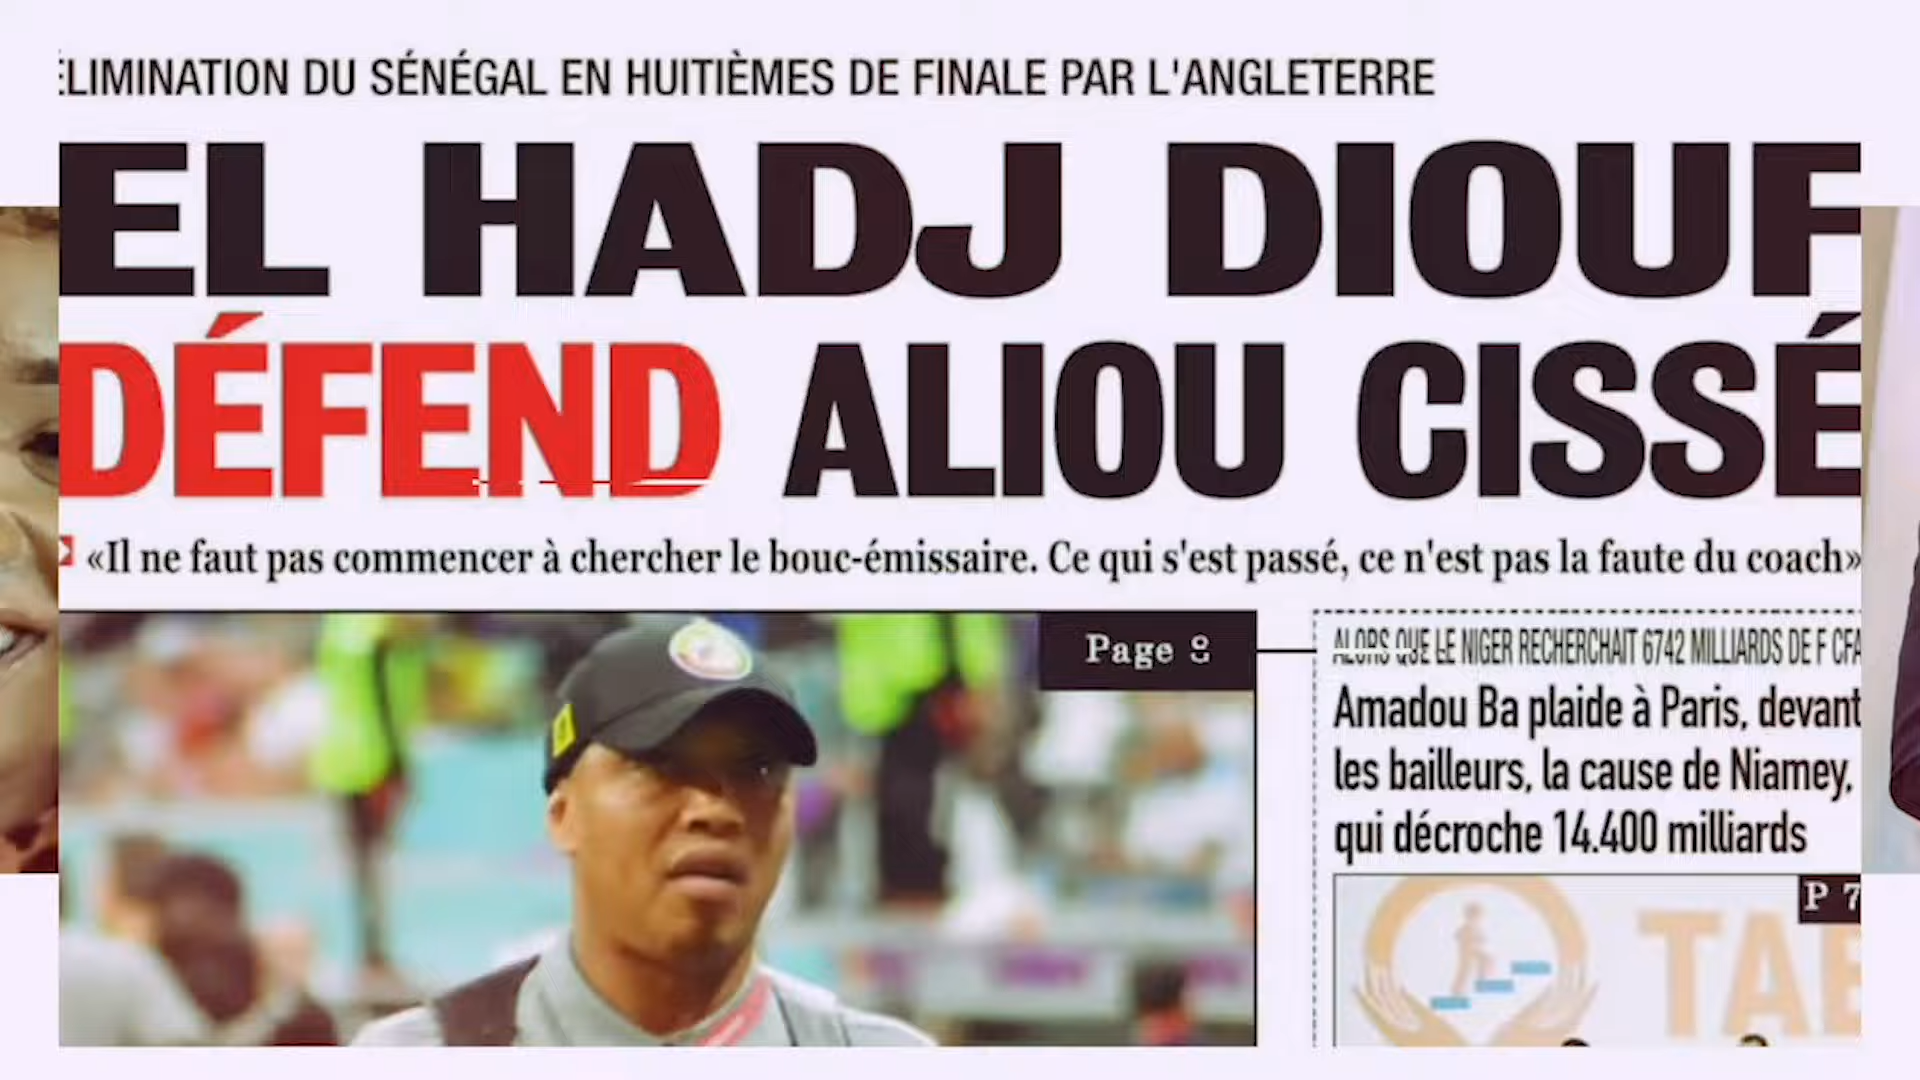 ÉLIMINATION DU SÉNÉGAL EN HUITIÈMES DE FINALE PAR L'ANGLETERRE
EL HADJ DIOUF
DÉFEND ALIOU CISSÉ
«Il ne faut pas commencer à chercher le bouc-émissaire. Ce qui s'est passé, ce n'est pas la faute du coach»
Page 8
ALORS QUE LE NIGER RECHERCHAIT 6742 MILLIARDS DE F CFA
Amadou Ba plaide à Paris, devant
les bailleurs, la cause de Niamey,
qui décroche 14.400 milliards
P 7
TAB